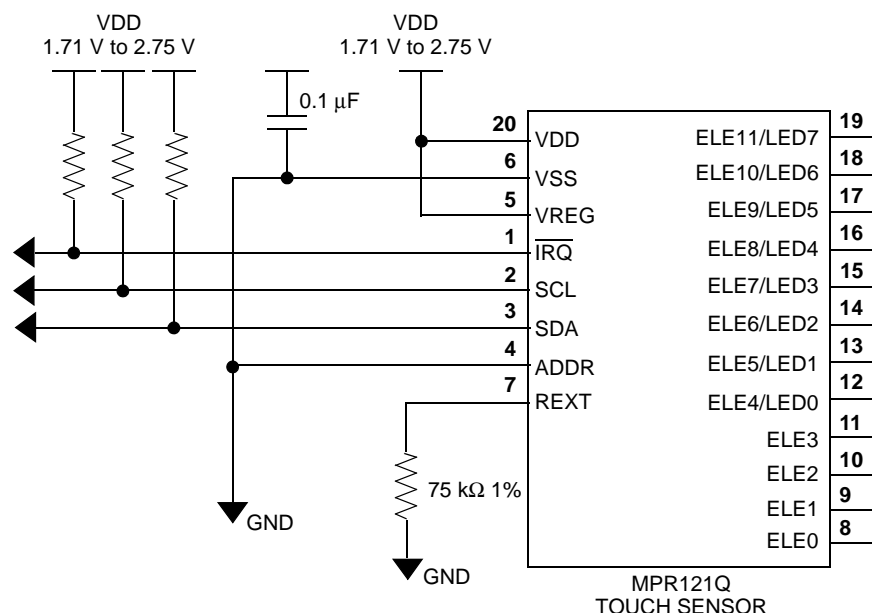 VDD
1.71 V to 2.75 V
VDD
1.71 V to 2.75 V
0.1 μF
20
VDD
6
VSS
5
VREG
1
IRQ
2
SCL
3
SDA
4
ADDR
7
REXT
ELE11/LED7
19
ELE10/LED6
18
ELE9/LED5
17
ELE8/LED4
16
ELE7/LED3
15
ELE6/LED2
14
ELE5/LED1
13
ELE4/LED0
12
ELE3
11
ELE2
10
ELE1
9
ELE0
8
75 kΩ 1%
GND
GND
MPR121Q
TOUCH SENSOR